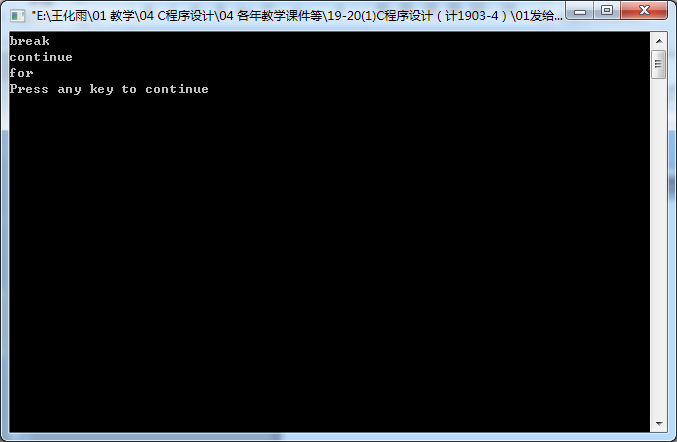 "E:\王化雨\01 教学\04 C程序设计\04 各年教学课件等\19-20(1)C程序设计（计1903-4）\01发给...
break
continue
for
Press any key to continue